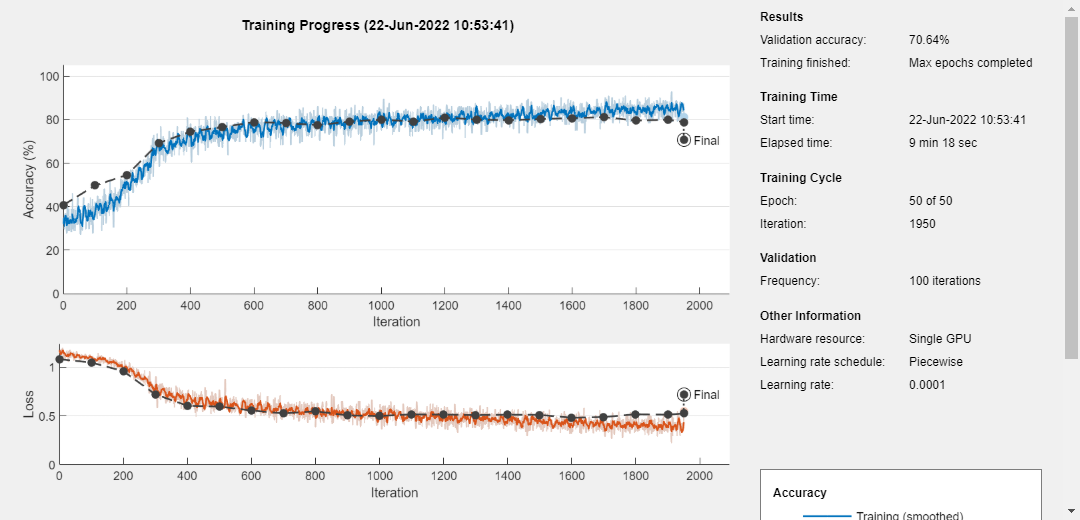 Training Progress (22-Jun-2022 10:53:41)
100
80
60
40
20
0
Accuracy (%)
Final
0 200 400 600 800 1000 1200 1400 1600 1800 2000
Iteration
1
0.5
0
Loss
Final
0 200 400 600 800 1000 1200 1400 1600 1800 2000
Iteration
Results
Validation accuracy: 70.64%
Training finished: Max epochs completed
Training Time
Start time: 22-Jun-2022 10:53:41
Elapsed time: 9 min 18 sec
Training Cycle
Epoch: 50 of 50
Iteration: 1950
Validation
Frequency: 100 iterations
Other Information
Hardware resource: Single GPU
Learning rate schedule: Piecewise
Learning rate: 0.0001
Accuracy
Training (smoothed)